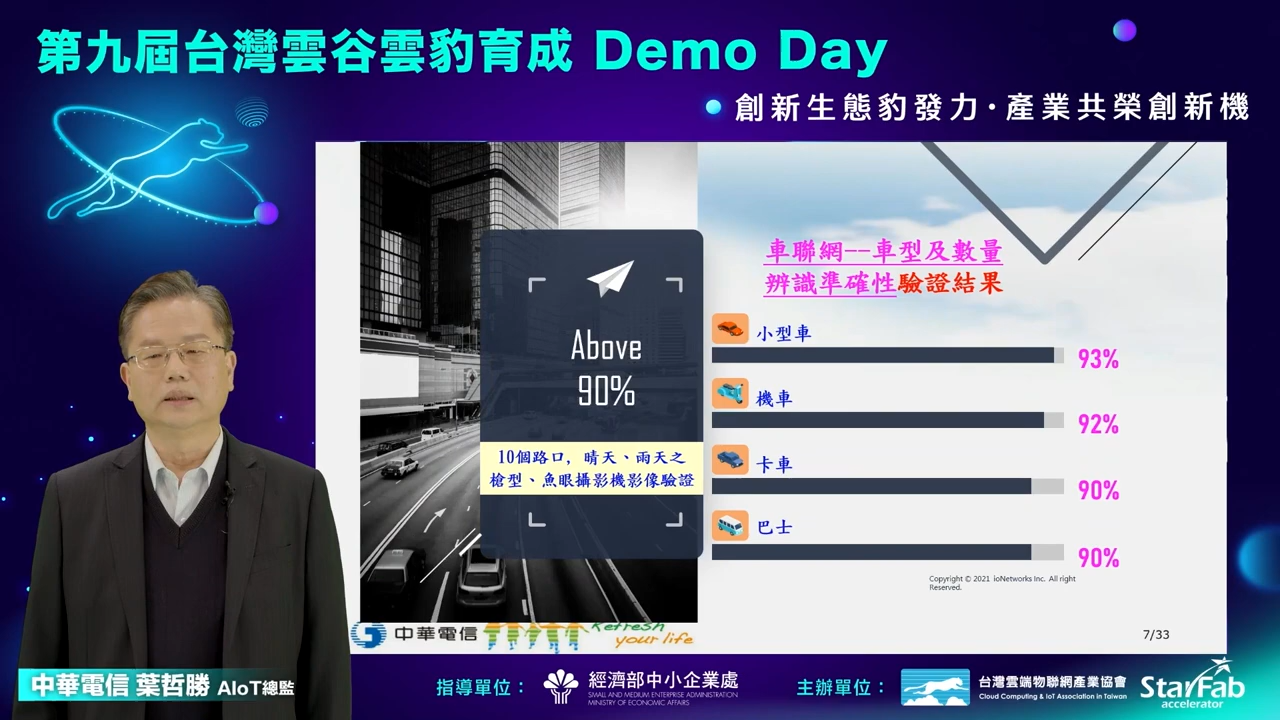 第九屆台灣雲谷雲豹育成 Demo Day
創新生態豹發力·產業共榮創新機
車聯網--車型及數量
辨識準確性驗證結果
Above
90%
10個路口，晴天、雨天之
槍型、魚眼攝影機影像驗證
小型車
93%
機車
92%
卡車
90%
巴士
90%
Copyright © 2021 ioNetworks Inc. All right
Reserved.
中華電信
Refresh
your life
7/33
中華電信 葉哲勝 AIoT總監
指導單位：
經濟部中小企業處
SMALL AND MEDIUM ENTERPRISE ADMINISTRATION
MINISTRY OF ECONOMIC AFFAIRS
主辦單位：
台灣雲端物聯網產業協會
Cloud Computing & IoT Association in Taiwan
StarFab
accelerator